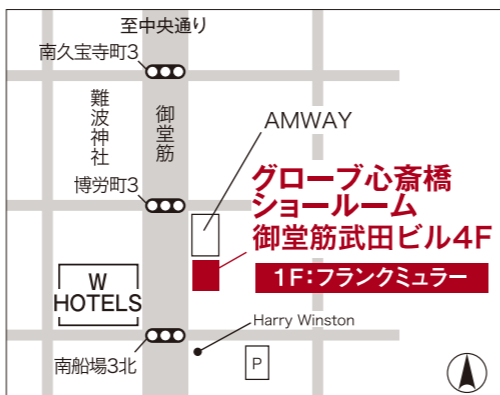 至中央通り
南久宝寺町3
難波神社
御堂筋
AMWAY
博労町3
グローブ心斎橋
ショールーム
御堂筋武田ビル4F
1F:フランクミュラー
W
HOTELS
Harry Winston
南船場3北
P